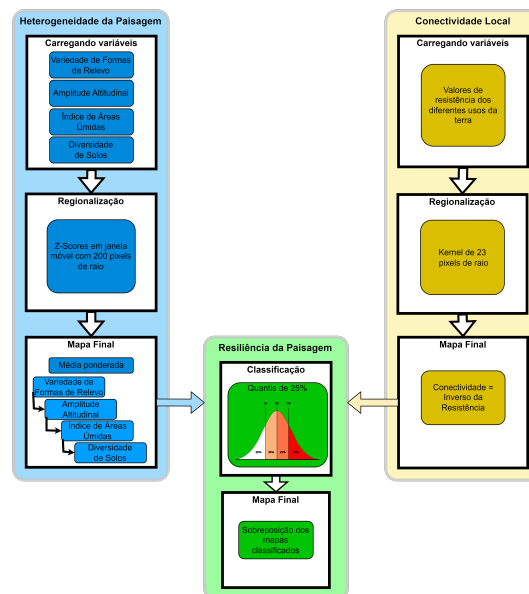 Heterogeneidade da Paisagem
Carregando variáveis
Variedade de Formas
de Relevo
Amplitude Altitudinal
Índice de Áreas
Úmidas
Diversidade
de Solos
Regionalização
Z-Scores em janela
móvel com 200 pixels
de raio
Mapa Final
Média ponderada
Variedade de
Formas de Relevo
Amplitude
Altitudinal
Índice de Áreas
Úmidas
Diversidade
de Solos
Resiliência da Paisagem
Classificação
Quantis de 25%
Mapa Final
Sobreposição dos
mapas
classificados
Conectividade Local
Carregando variáveis
Valores de
resistência dos
diferentes usos da
terra
Regionalização
Kernel de 23
pixels de raio
Mapa Final
Conectividade =
Inverso da
Resistência